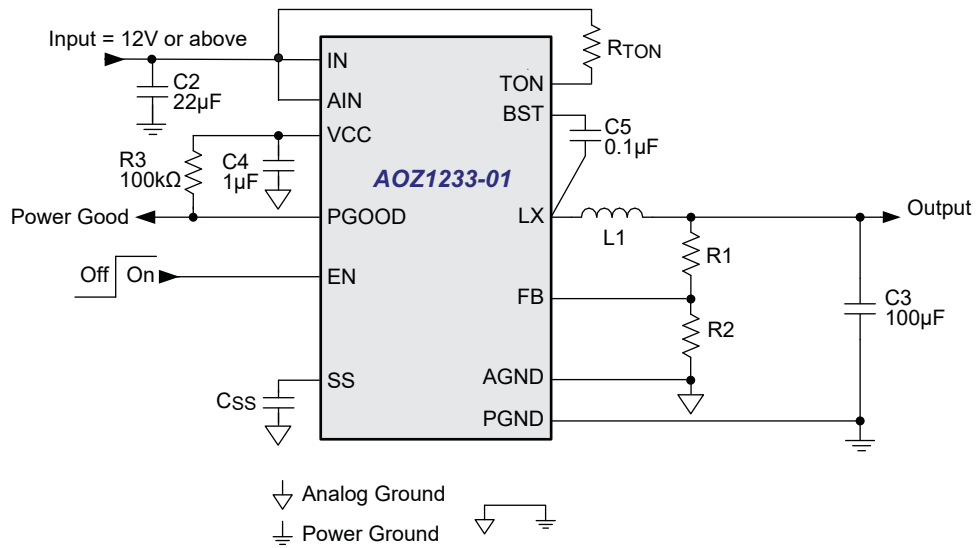 Input = 12V or above
C2
22µF
R3
100kΩ
C4
1µF
Power Good
Off
On
CSS
IN
AIN
VCC
PGOOD
EN
SS
AOZ1233-01
TON
BST
LX
FB
AGND
PGND
RTON
C5
0.1µF
L1
R1
R2
Output
C3
100µF
Analog Ground
Power Ground